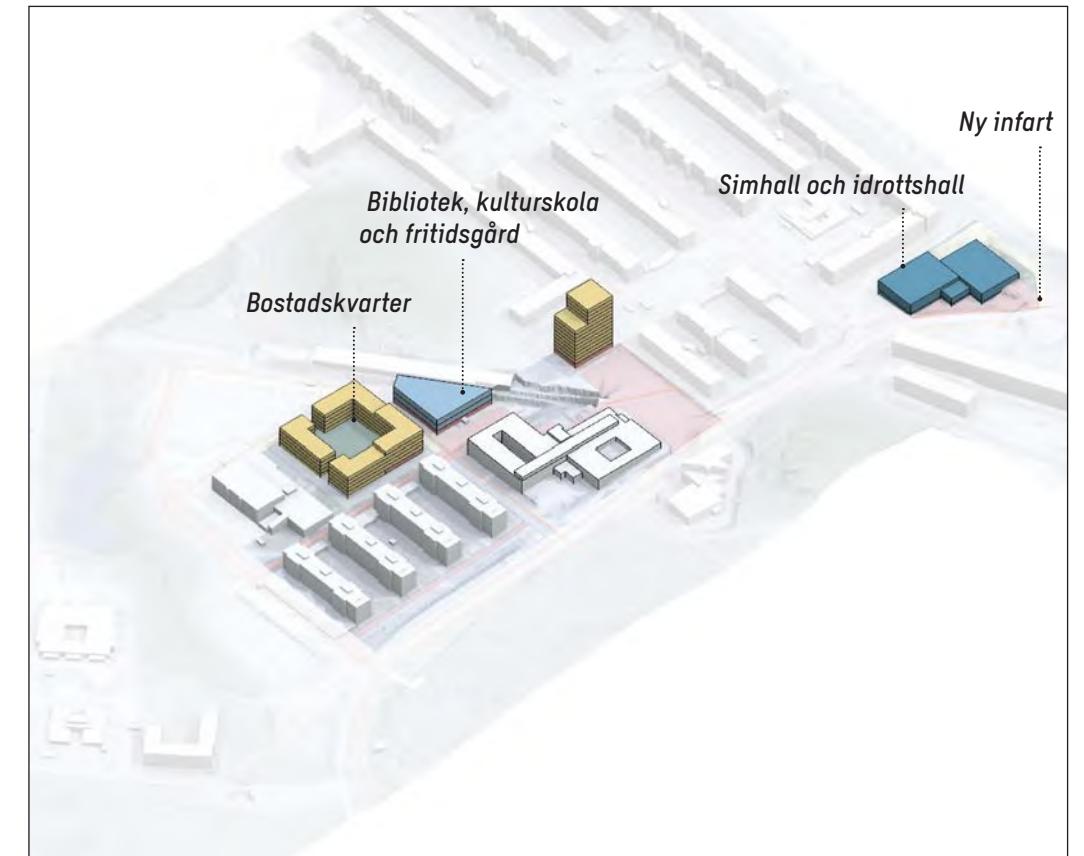 Ny infart
Simhall och idrottshall
Bibliotek, kulturskola
och fritidsgård
Bostadskvarter